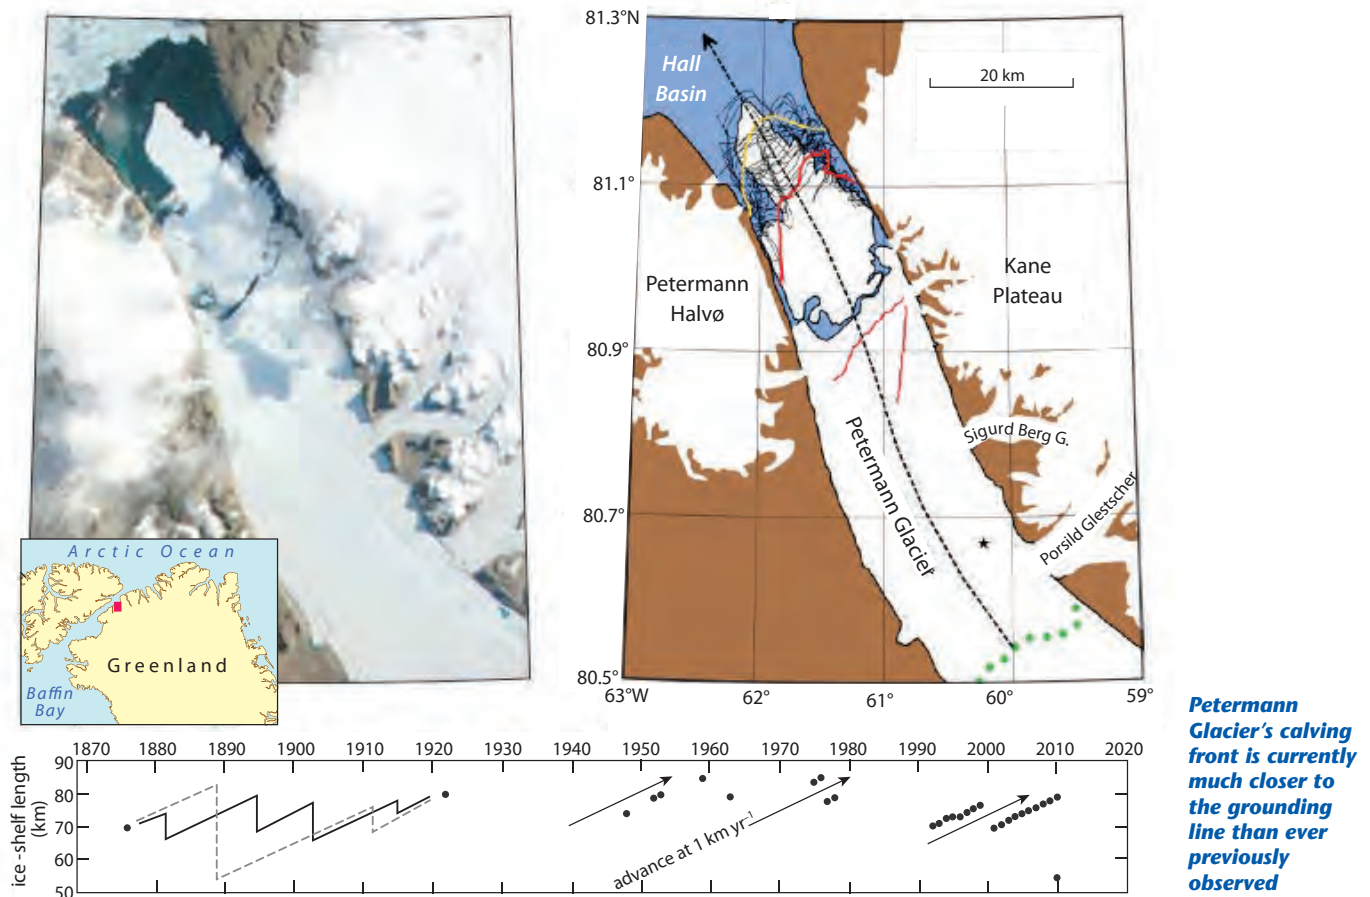 81.3°N
81.1°
80.9°
80.7°
80.5°
63°W
62°
61°
60°
59°
Hall
Basin
20 km
Petermann
Halvø
Kane
Plateau
Petermann Glacier
Sigurd Berg G.
Porsild Glestscher
Arctic Ocean
Greenland
Baffin
Bay
1870 1880 1890 1900 1910 1920 1930 1940 1950 1960 1970 1980 1990 2000 2010 2020
ice-shelf length
(km)
90
80
70
60
50
advance at 1 km yr⁻¹
Petermann
Glacier's calving
front is currently
much closer to
the grounding
line than ever
previously
observed